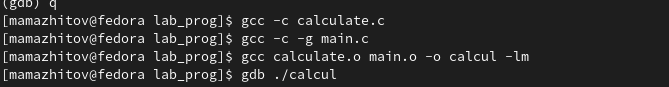 (gdb) q
[mamazhitov@fedora lab_prog]$ gcc -c calculate.c
[mamazhitov@fedora lab_prog]$ gcc -c -g main.c
[mamazhitov@fedora lab_prog]$ gcc calculate.o main.o -o calcul -lm
[mamazhitov@fedora lab_prog]$ gdb ./calcul